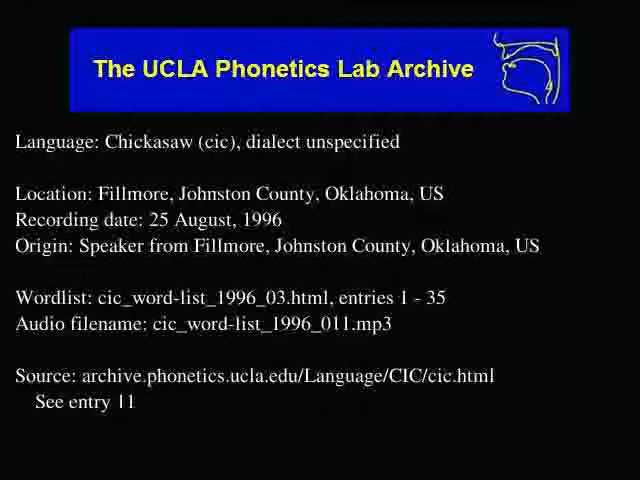 The UCLA Phonetics Lab Archive
Language: Chickasaw (cic), dialect unspecified
Location: Fillmore, Johnston County, Oklahoma, US
Recording date: 25 August, 1996
Origin: Speaker from Fillmore, Johnston County, Oklahoma, US
Wordlist: cic_word-list_1996_03.html, entries 1 - 35
Audio filename: cic_word-list_1996_011.mp3
Source: archive.phonetics.ucla.edu/Language/CIC/cic.html
See entry 11